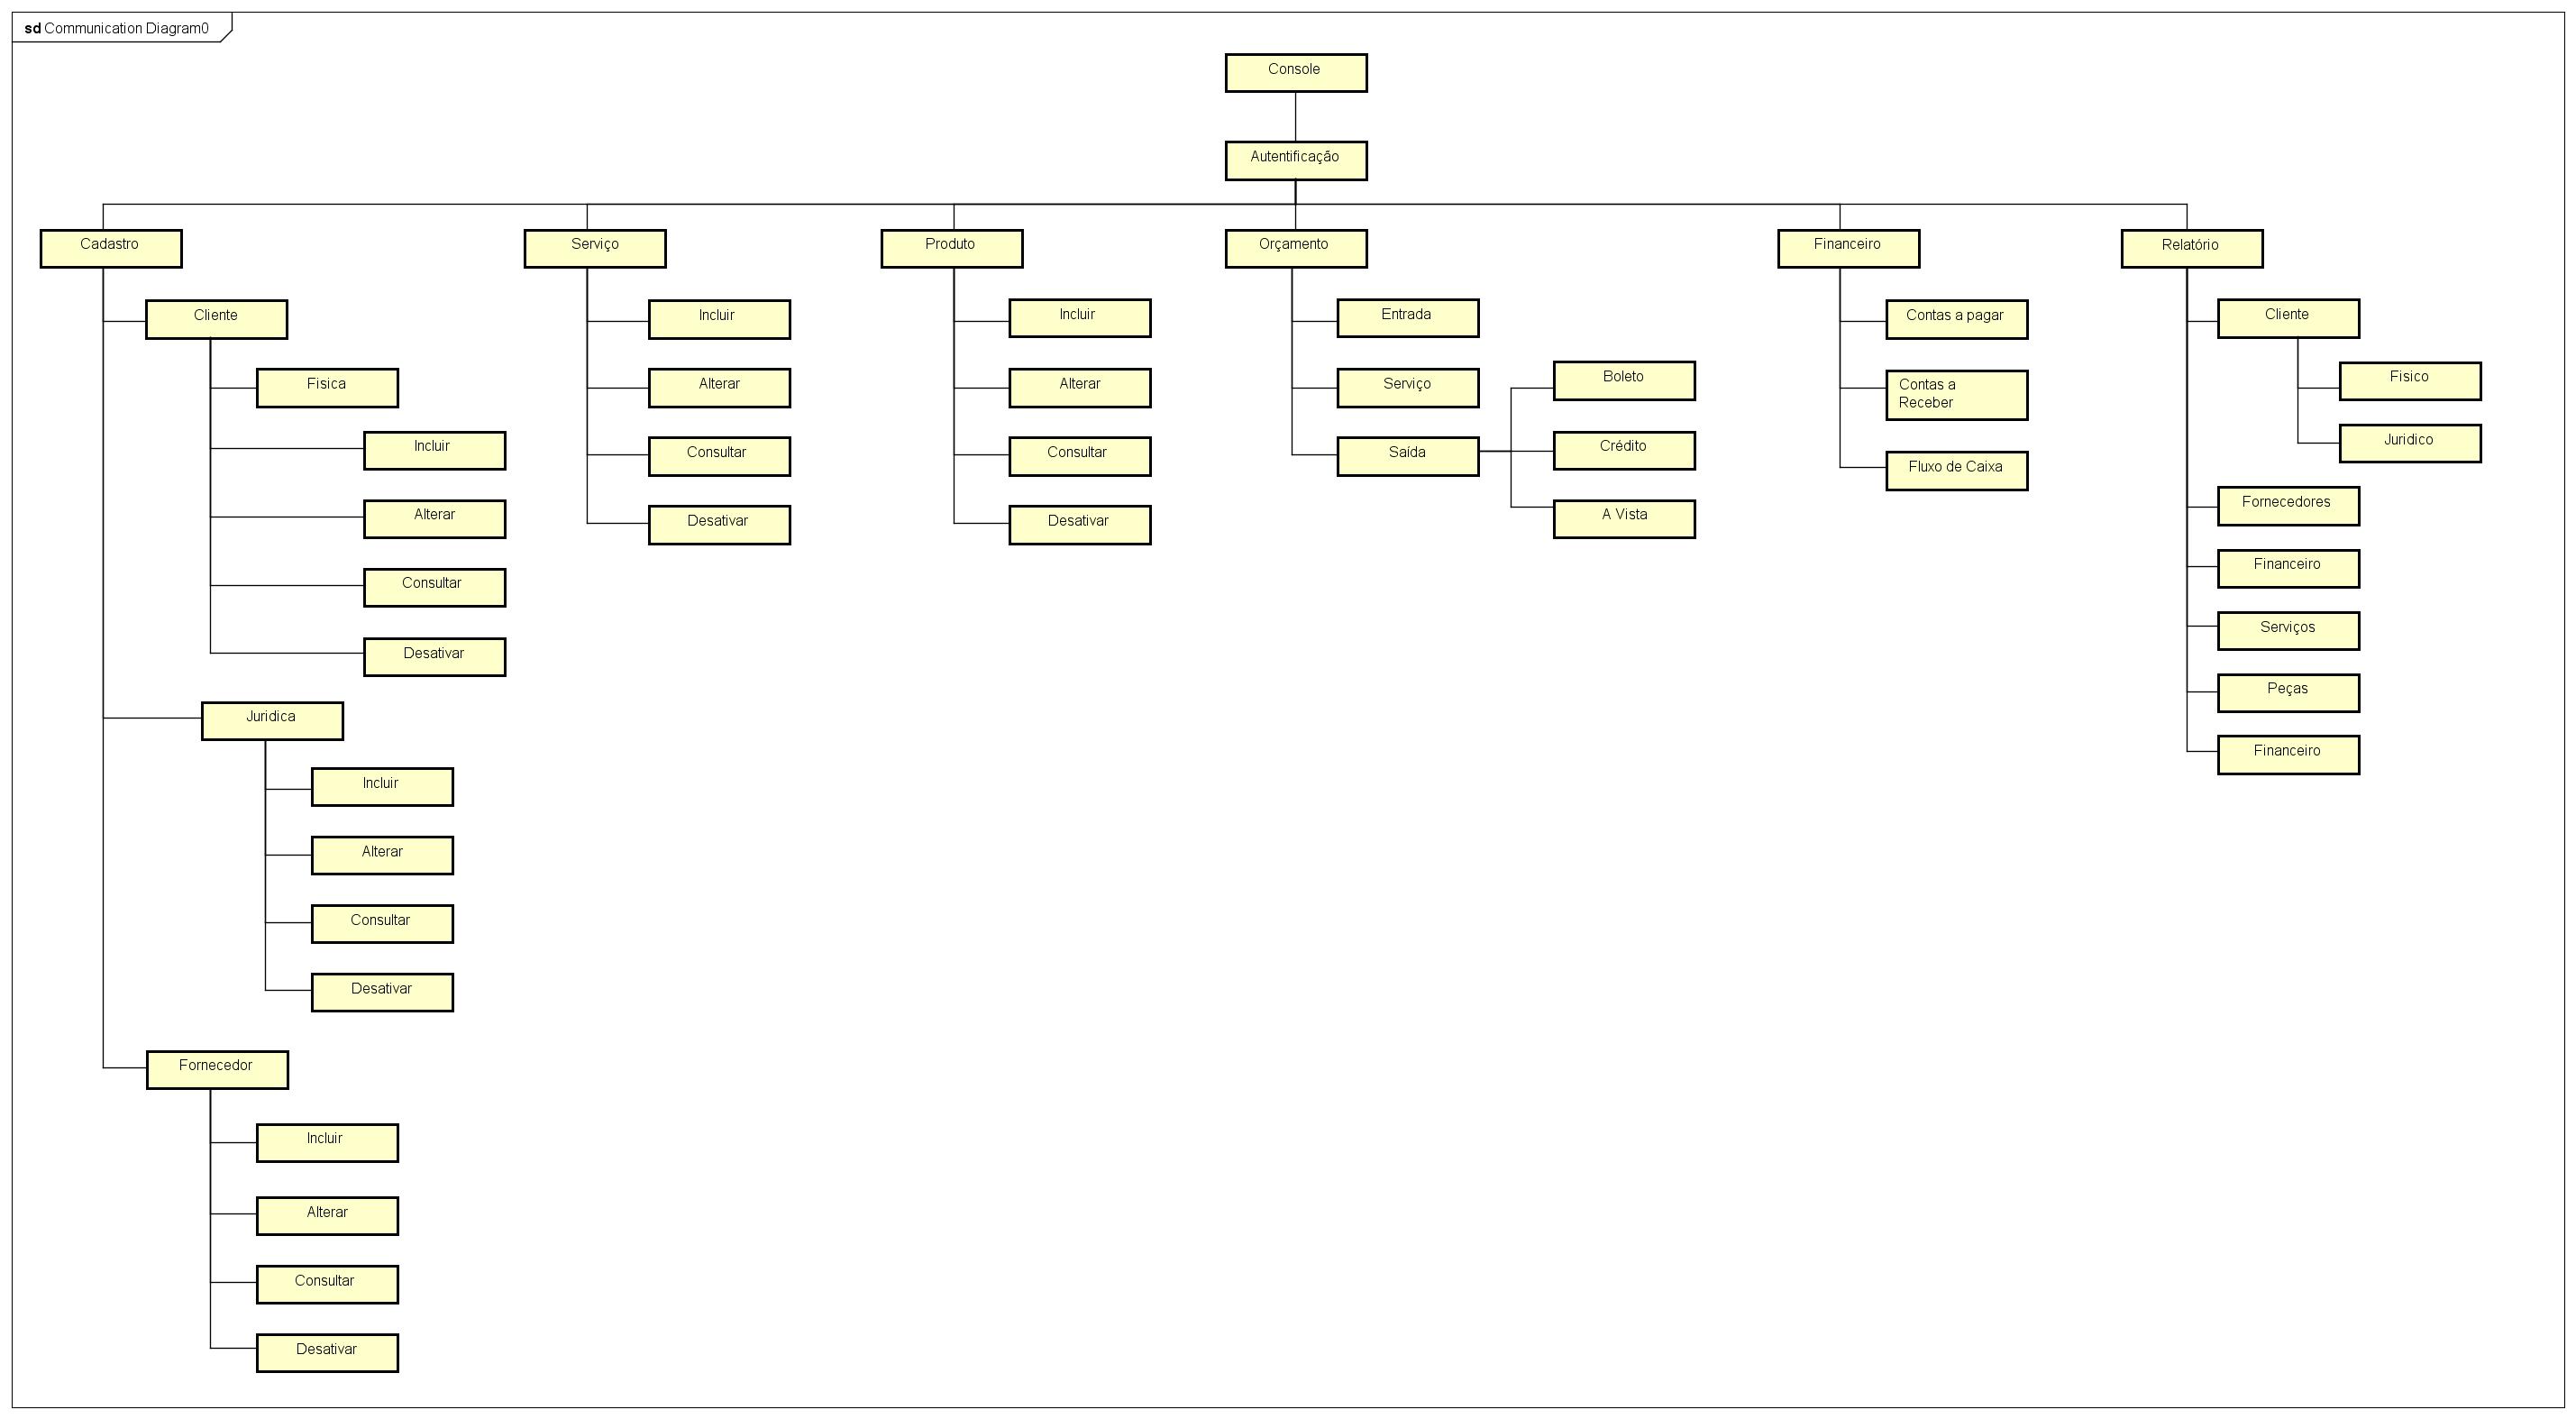 sd Communication Diagram0
Console
Autentificação
Cadastro
Cliente
Fisica
Incluir
Alterar
Consultar
Desativar
Juridica
Incluir
Alterar
Consultar
Desativar
Fornecedor
Incluir
Alterar
Consultar
Desativar
Serviço
Incluir
Alterar
Consultar
Desativar
Produto
Incluir
Alterar
Consultar
Desativar
Orçamento
Entrada
Serviço
Saída
Boleto
Crédito
A Vista
Financeiro
Contas a pagar
Contas a
Receber
Fluxo de Caixa
Relatório
Cliente
Fisico
Juridico
Fornecedores
Financeiro
Serviços
Peças
Financeiro